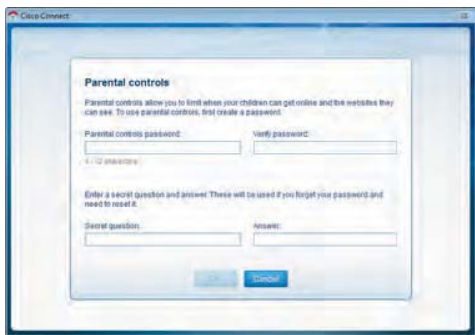 Cisco Connect
Parental controls
Parental controls allow you to limit when your children can get online and the websites they
can see. To use parental controls, first create a password.
Parental controls password:
Verify password:
4 - 12 characters
Enter a secret question and answer. These will be used if you forget your password and
need to reset it.
Secret question:
Answer:
Cancel